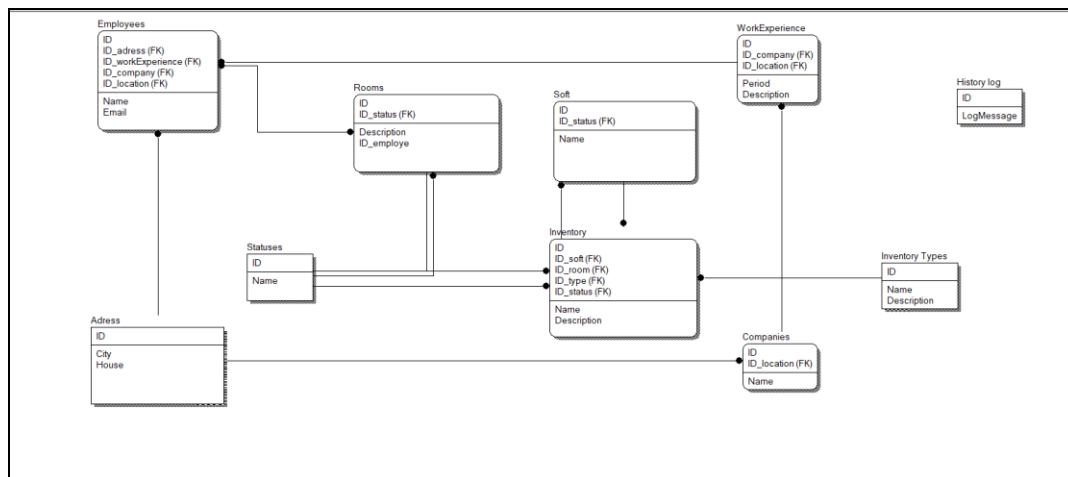 Employees
ID
ID_adress (FK)
ID_workExperience (FK)
ID_company (FK)
ID_location (FK)
Name
Email
WorkExperience
ID
ID_company (FK)
ID_location (FK)
Period
Description
History log
ID
LogMessage
Rooms
ID
ID_status (FK)
Description
ID_employe
Soft
ID
ID_status (FK)
Name
Statuses
ID
Name
Inventory
ID
ID_soft (FK)
ID_room (FK)
ID_type (FK)
ID_status (FK)
Name
Description
Inventory Types
ID
Name
Description
Adress
ID
City
House
Companies
ID
ID_location (FK)
Name